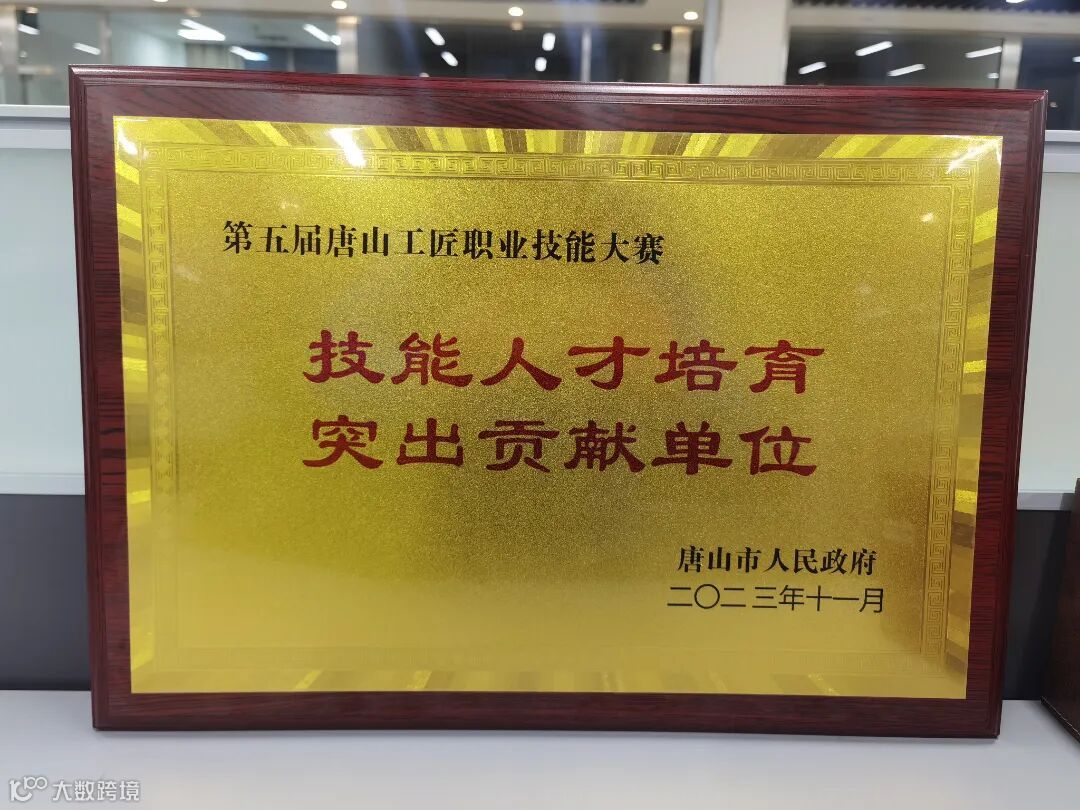 第五届唐山工匠职业技能大赛
技能人才培育
突出贡献单位
唐山市人民政府
二〇二三年十一月
大数跨境